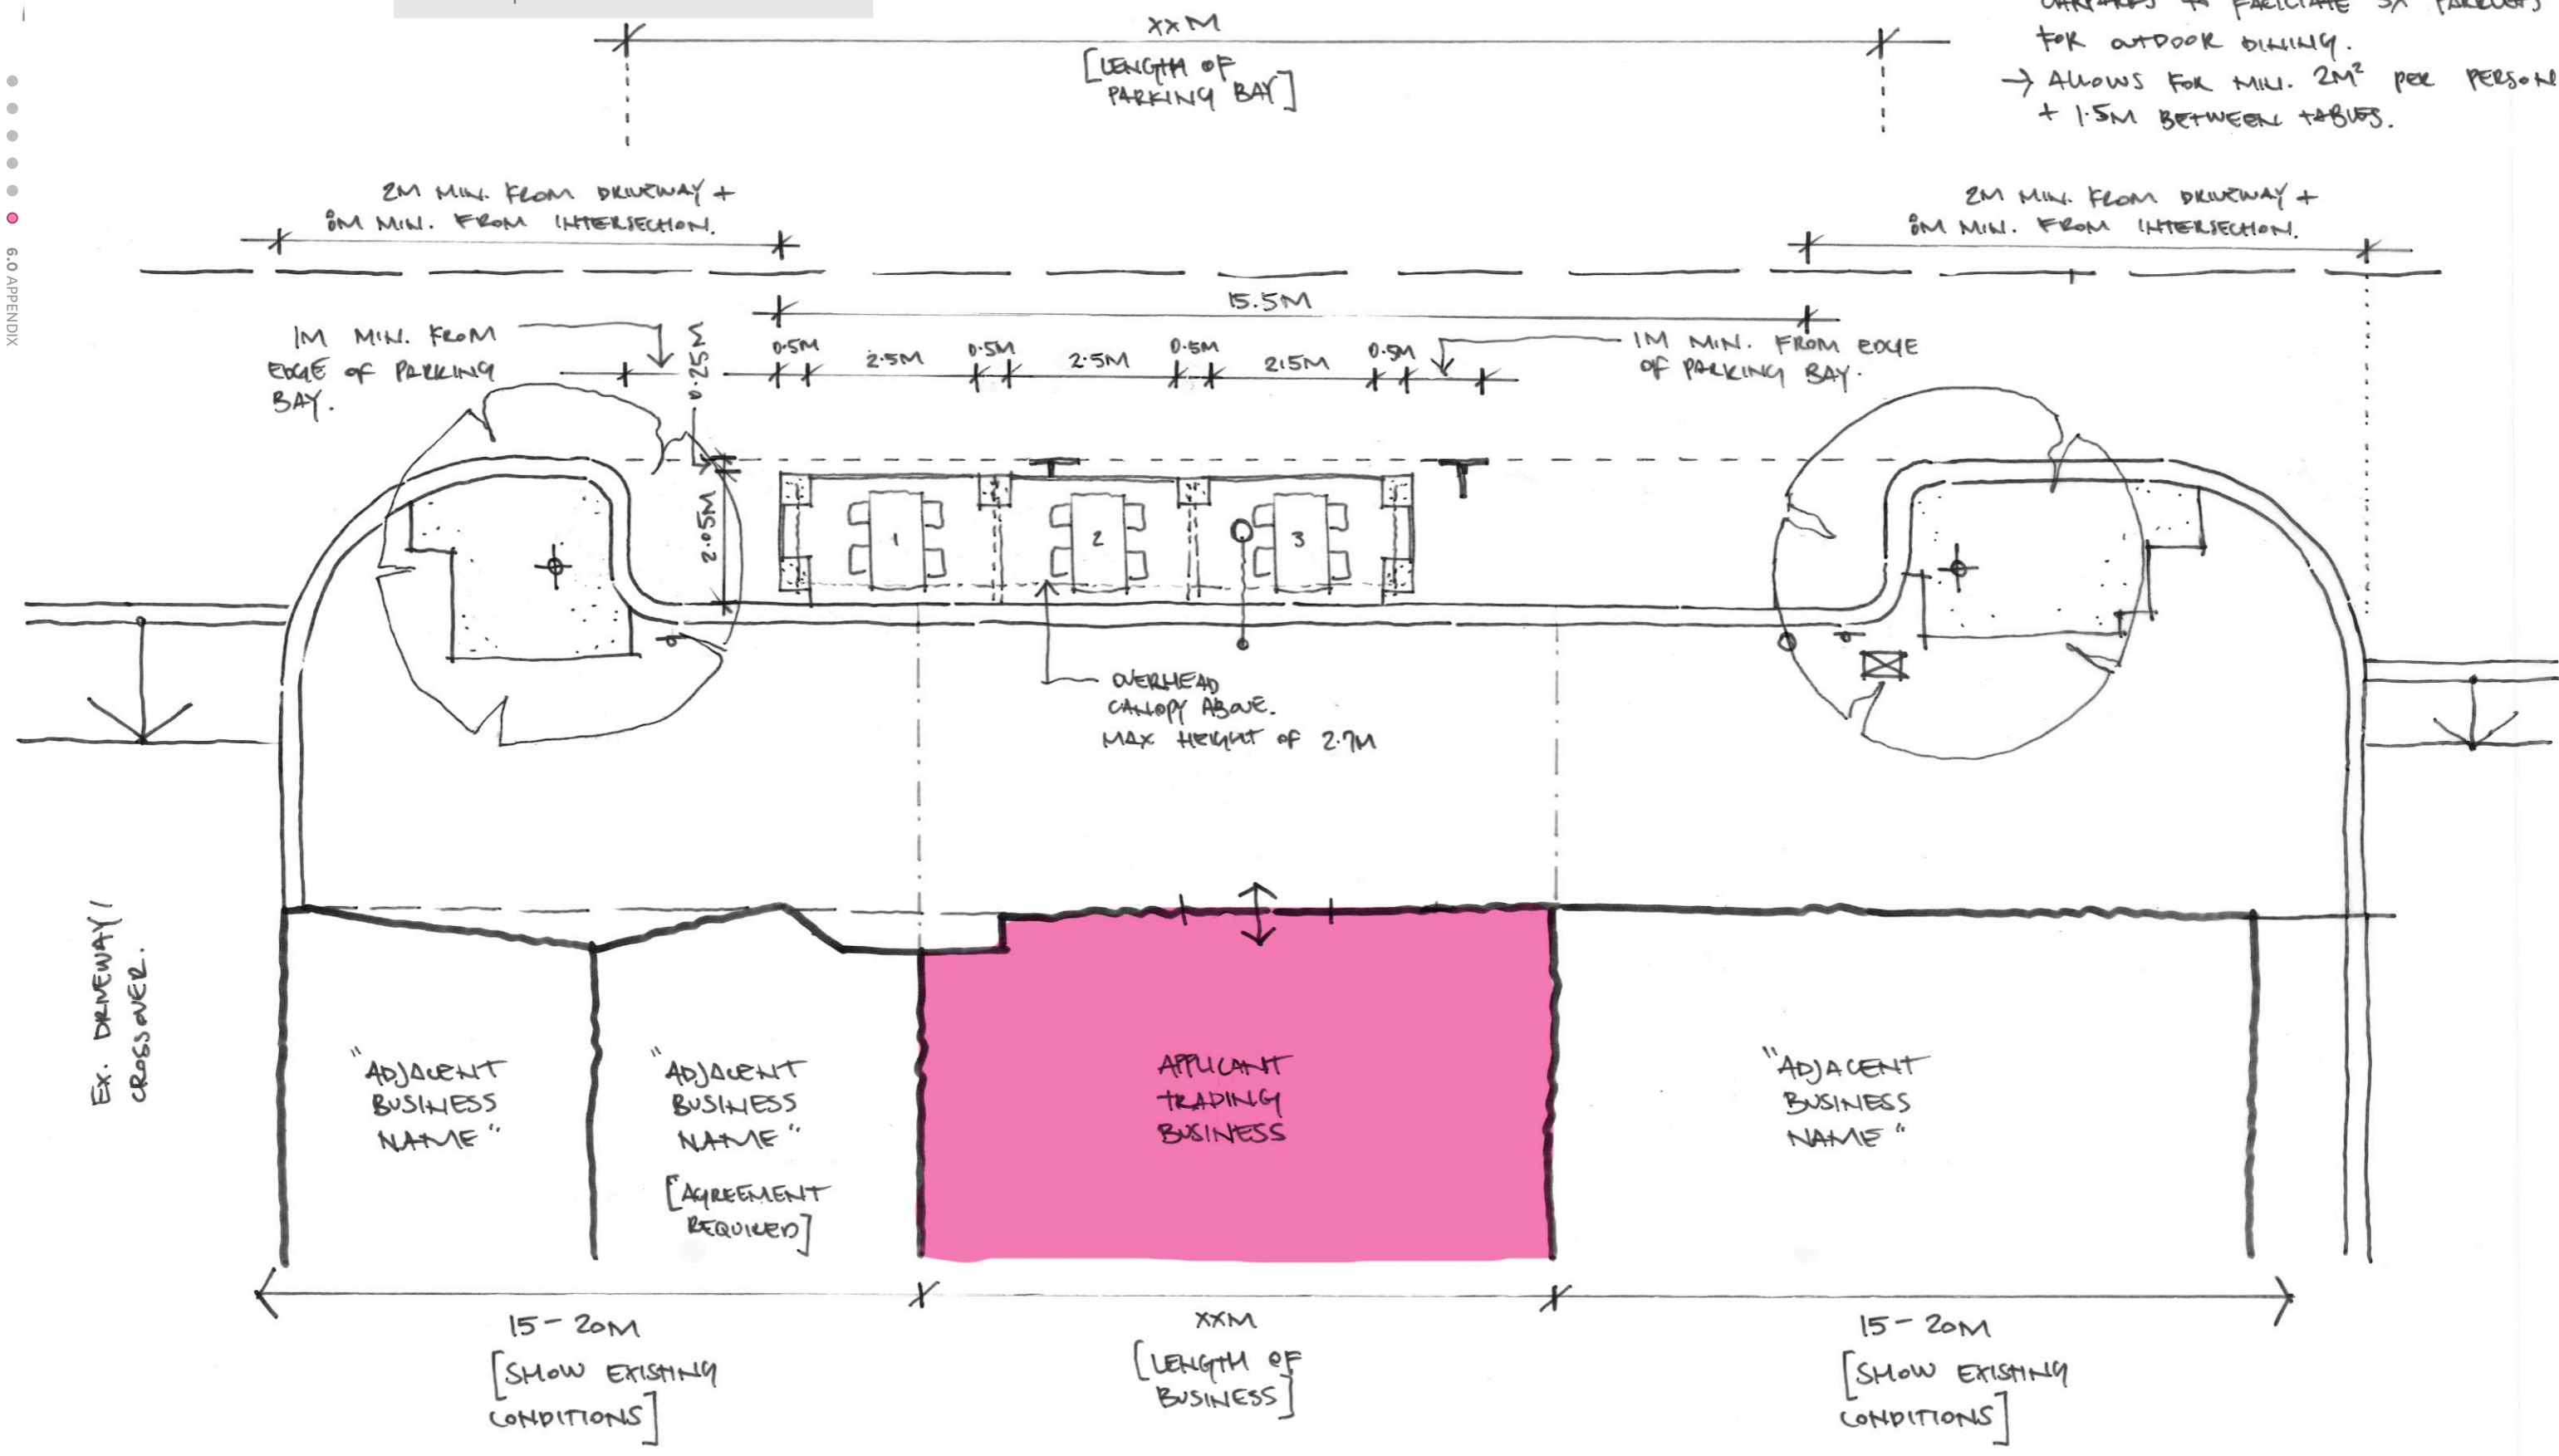 XXM
[LENGTH OF
PARKING BAY]
FOR OUTDOOR DINING.
→ ALLOWS FOR MIN. 2M² PER PERSON
+ 1.5M BETWEEN TABLES.
2M MIN. FROM DRIVEWAY +
8M MIN. FROM INTERSECTION.
2M MIN. FROM DRIVEWAY +
8M MIN. FROM INTERSECTION.
6.0 APPENDIX
15.5M
1M MIN. FROM
EDGE OF PARKING
BAY.
0.25M
0.5M
2.5M
0.5M
2.5M
0.5M
2.5M
0.5M
1M MIN. FROM EDGE
OF PARKING BAY.
2.05M
1
2
3
OVERHEAD
CANOPY ABOVE.
MAX HEIGHT OF 2.7M
EX. DRIVEWAY/
CROSSOVER.
"ADJACENT
BUSINESS
NAME"
"ADJACENT
BUSINESS
NAME"
[AGREEMENT
REQUIRED]
APPLICANT
TRADING
BUSINESS
"ADJACENT
BUSINESS
NAME"
15-20M
[SHOW EXISTING
CONDITIONS]
XXM
[LENGTH OF
BUSINESS]
15-20M
[SHOW EXISTING
CONDITIONS]